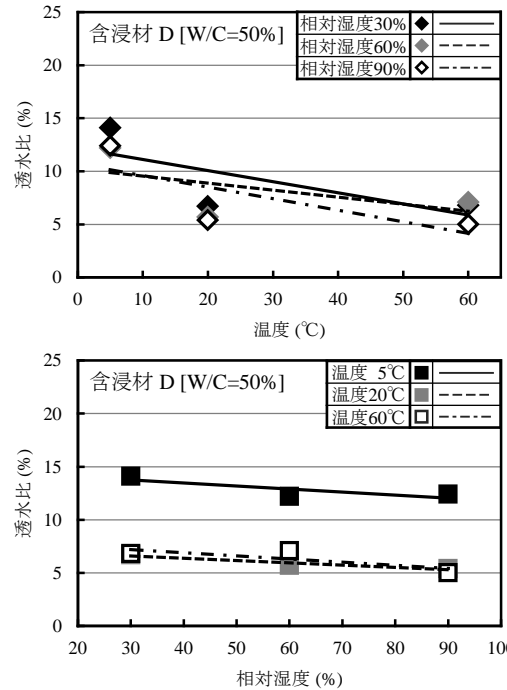 含浸材 D [W/C=50%]
相対湿度30%
相対湿度60%
相対湿度90%
透水比 (%)
25
20
15
10
5
0
0 10 20 30 40 50 60
温度 (℃)
含浸材 D [W/C=50%]
温度 5℃
温度20℃
温度60℃
透水比 (%)
25
20
15
10
5
0
20 30 40 50 60 70 80 90 100
相対湿度 (%)